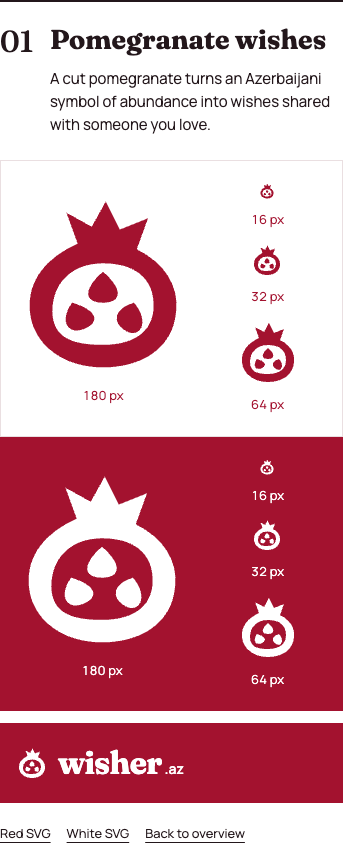 01 Pomegranate wishes
A cut pomegranate turns an Azerbaijani
symbol of abundance into wishes shared
with someone you love.
16 px
32 px
180 px
64 px
16 px
32 px
180 px
64 px
wisher.az
Red SVG White SVG Back to overview